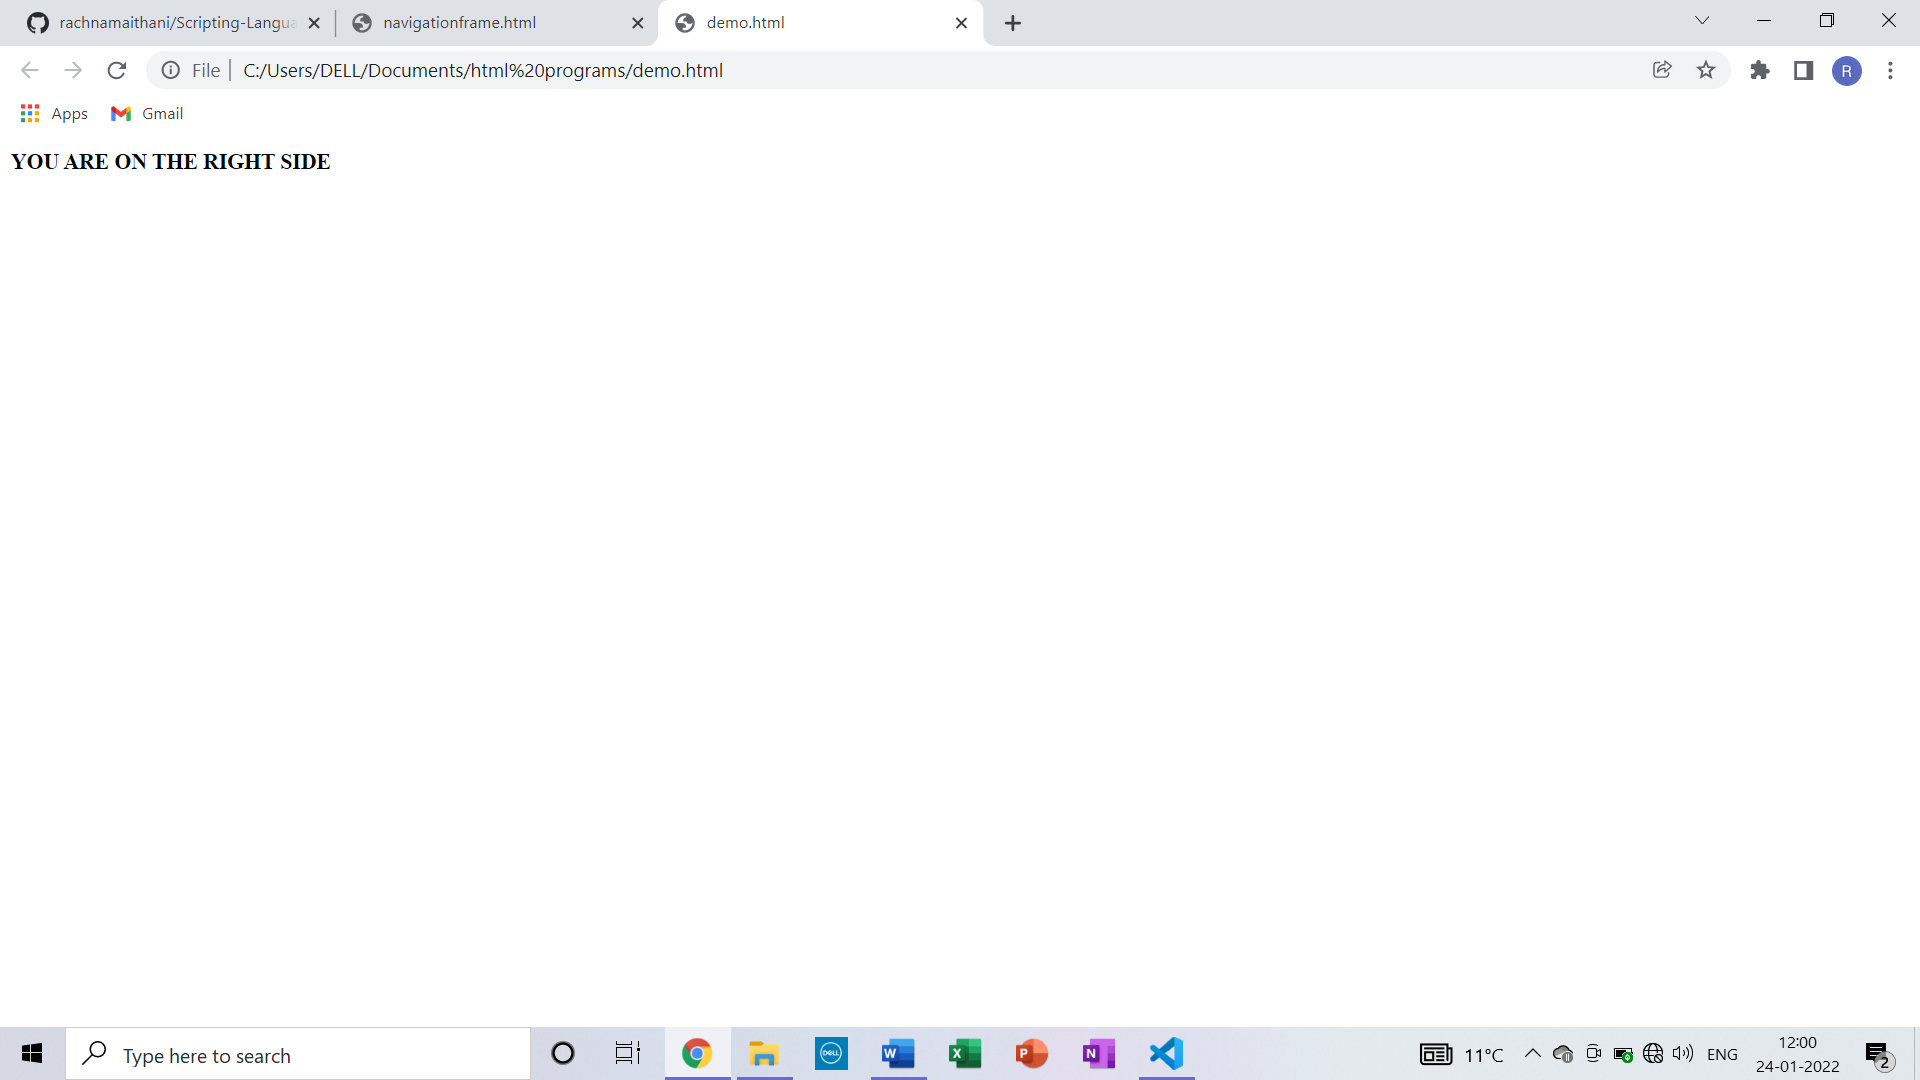 rachnamaithani/Scripting-Langua
navigationframe.html
demo.html
File
C:/Users/DELL/Documents/html%20programs/demo.html
R
Apps
Gmail
YOU ARE ON THE RIGHT SIDE
Type here to search
DELL
W
X
P
N
11°C
ENG
12:00
24-01-2022
2